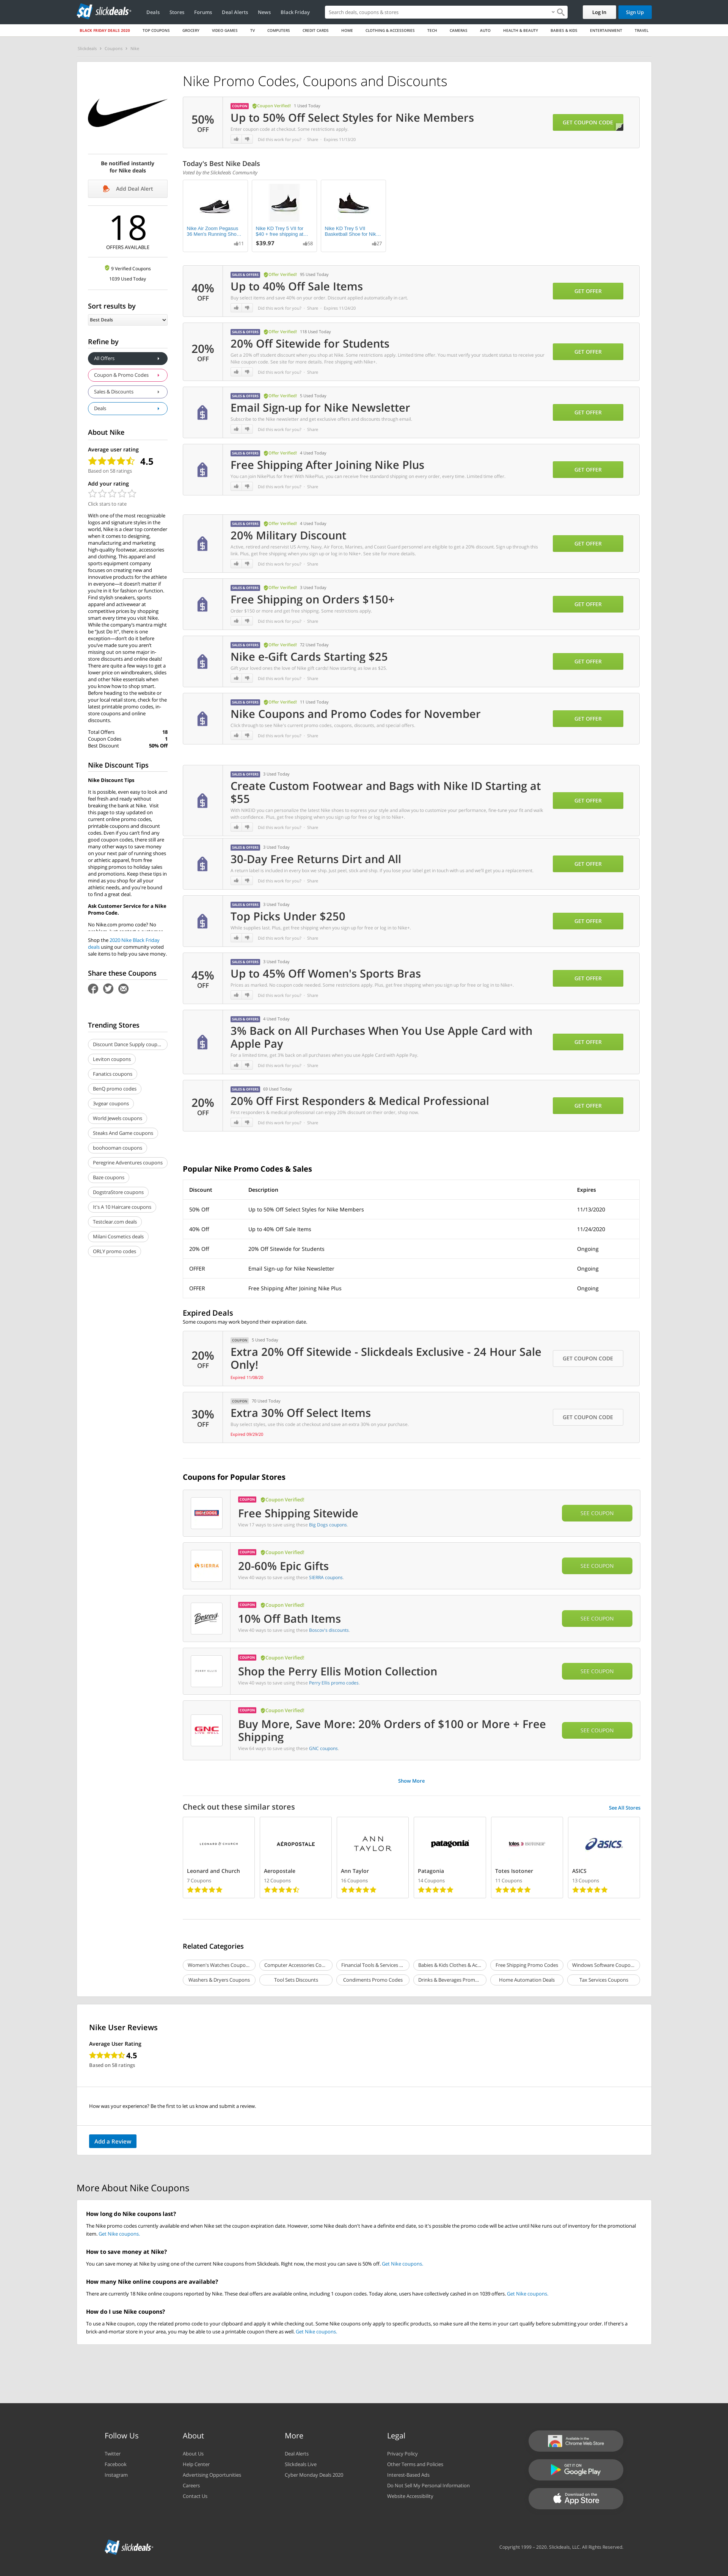 sd slickdeals
Deals Stores Forums Deal Alerts News Black Friday
Search deals, coupons & stores
Log In
Sign Up
BLACK FRIDAY DEALS 2020 TOP COUPONS GROCERY VIDEO GAMES TV COMPUTERS CREDIT CARDS HOME CLOTHING & ACCESSORIES TECH CAMERAS AUTO HEALTH & BEAUTY BABIES & KIDS ENTERTAINMENT TRAVEL
Slickdeals > Coupons > Nike
Be notified instantly
for Nike deals
Add Deal Alert
18
OFFERS AVAILABLE
9 Verified Coupons
1039 Used Today
Sort results by
Best Deals
Refine by
All Offers
Coupon & Promo Codes
Sales & Discounts
Deals
About Nike
Average user rating
4.5
Based on 58 ratings
Add your rating
Click stars to rate
With one of the most recognizable
logos and signature styles in the
world, Nike is a clear top contender
when it comes to designing,
manufacturing and marketing
high-quality footwear, accessories
and clothing. This apparel and
sports equipment company
focuses on creating new and
innovative products for the athlete
in everyone—it doesn't matter if
you're in it for fashion or function.
Find stylish sneakers, sports
apparel and activewear at
competitive prices by shopping
smart every time you visit Nike.
While the company's mantra might
be "Just Do It", there is one
exception—don't do it before
you've made sure you aren't
missing out on some major in-
store discounts and online deals!
There are quite a few ways to get a
lower price on windbreakers, slides
and other Nike essentials when
you know how to shop smart.
Before heading to the website or
your local retail store, check for the
latest printable promo codes, in-
store coupons and online
discounts.
Total Offers 18
Coupon Codes 1
Best Discount 50% Off
Nike Discount Tips
Nike Discount Tips
It is possible, even easy to look and
feel fresh and ready without
breaking the bank at Nike. Visit
this page to stay updated on
current online promo codes,
printable coupons and discount
codes. Even if you can't find any
good coupon codes, there still are
many other ways to save money
on your next pair of running shoes
or athletic apparel, from free
shipping promos to holiday sales
and promotions. Keep these tips in
mind as you shop for all your
athletic needs, and you're bound
to find a great deal.
Ask Customer Service for a Nike
Promo Code.
No Nike.com promo code? No
Shop the 2020 Nike Black Friday
deals using our community voted
sale items to help you save money.
Share these Coupons
Trending Stores
Discount Dance Supply coup...
Leviton coupons
Fanatics coupons
BenQ promo codes
3vgear coupons
World Jewels coupons
Steaks And Game coupons
boohooman coupons
Peregrine Adventures coupons
Baze coupons
DogstraStore coupons
It's A 10 Haircare coupons
Testclear.com deals
Milani Cosmetics deals
ORLY promo codes
Nike Promo Codes, Coupons and Discounts
50%
OFF
COUPON Coupon Verified! 1 Used Today
Up to 50% Off Select Styles for Nike Members
Enter coupon code at checkout. Some restrictions apply.
Did this work for you? · Share · Expires 11/13/20
GET COUPON CODE
Today's Best Nike Deals
Voted by the Slickdeals Community
Nike Air Zoom Pegasus
36 Men's Running Sho...
11
Nike KD Trey 5 VII for
$40 + free shipping at...
$39.97
58
Nike KD Trey 5 VII
Basketball Shoe for Nik...
27
40%
OFF
SALES & OFFERS Offer Verified! 95 Used Today
Up to 40% Off Sale Items
Buy select items and save 40% on your order. Discount applied automatically in cart.
Did this work for you? · Share · Expires 11/24/20
GET OFFER
20%
OFF
SALES & OFFERS Offer Verified! 118 Used Today
20% Off Sitewide for Students
Get a 20% off student discount when you shop at Nike. Some restrictions apply. Limited time offer. You must verify your student status to receive your
Nike coupon code. See site for more details. Free shipping with Nike+.
Did this work for you? · Share
GET OFFER
SALES & OFFERS Offer Verified! 5 Used Today
Email Sign-up for Nike Newsletter
Subscribe to the Nike newsletter and get exclusive offers and discounts through email.
Did this work for you? · Share
GET OFFER
SALES & OFFERS Offer Verified! 4 Used Today
Free Shipping After Joining Nike Plus
You can join NikePlus for free! With NikePlus, you can receive free standard shipping on every order, every time. Limited time offer.
Did this work for you? · Share
GET OFFER
SALES & OFFERS Offer Verified! 4 Used Today
20% Military Discount
Active, retired and reservist US Army, Navy, Air Force, Marines, and Coast Guard personnel are eligible to get a 20% discount. Sign up through this
link. Plus, get free shipping when you sign up or log in to Nike+. See site for more details.
Did this work for you? · Share
GET OFFER
SALES & OFFERS Offer Verified! 3 Used Today
Free Shipping on Orders $150+
Order $150 or more and get free shipping. Some restrictions apply.
Did this work for you? · Share
GET OFFER
SALES & OFFERS Offer Verified! 72 Used Today
Nike e-Gift Cards Starting $25
Gift your loved ones the love of Nike gift cards! Now starting as low as $25.
Did this work for you? · Share
GET OFFER
SALES & OFFERS Offer Verified! 11 Used Today
Nike Coupons and Promo Codes for November
Click through to see Nike's current promo codes, coupons, discounts, and special offers.
Did this work for you? · Share
GET OFFER
SALES & OFFERS 3 Used Today
Create Custom Footwear and Bags with Nike ID Starting at
$55
With NIKEiD you can personalize the latest Nike shoes to express your style and allow you to customize your performance, fine-tune your fit and walk
with confidence. Plus, get free shipping when you sign up for free or log in to Nike+.
Did this work for you? · Share
GET OFFER
SALES & OFFERS 3 Used Today
30-Day Free Returns Dirt and All
A return label is included in every box we ship. Just peel, stick and ship. If you lose your label get in touch with us and we'll get you a replacement.
Did this work for you? · Share
GET OFFER
SALES & OFFERS 3 Used Today
Top Picks Under $250
While supplies last. Plus, get free shipping when you sign up for free or log in to Nike+.
Did this work for you? · Share
GET OFFER
45%
OFF
SALES & OFFERS 3 Used Today
Up to 45% Off Women's Sports Bras
Prices as marked. No coupon code needed. Some restrictions apply. Plus, get free shipping when you sign up for free or log in to Nike+.
Did this work for you? · Share
GET OFFER
SALES & OFFERS 4 Used Today
3% Back on All Purchases When You Use Apple Card with
Apple Pay
For a limited time, get 3% back on all purchases when you use Apple Card with Apple Pay.
Did this work for you? · Share
GET OFFER
20%
OFF
SALES & OFFERS 69 Used Today
20% Off First Responders & Medical Professional
First responders & medical professional can enjoy 20% discount on their order, shop now.
Did this work for you? · Share
GET OFFER
Popular Nike Promo Codes & Sales
Discount Description Expires
50% Off Up to 50% Off Select Styles for Nike Members 11/13/2020
40% Off Up to 40% Off Sale Items 11/24/2020
20% Off 20% Off Sitewide for Students Ongoing
OFFER Email Sign-up for Nike Newsletter Ongoing
OFFER Free Shipping After Joining Nike Plus Ongoing
Expired Deals
Some coupons may work beyond their expiration date.
20%
OFF
COUPON 5 Used Today
Extra 20% Off Sitewide - Slickdeals Exclusive - 24 Hour Sale
Only!
Expired 11/08/20
GET COUPON CODE
30%
OFF
COUPON 70 Used Today
Extra 30% Off Select Items
Buy select styles, use this code at checkout and save an extra 30% on your purchase.
Expired 09/29/20
GET COUPON CODE
Coupons for Popular Stores
COUPON Coupon Verified!
Free Shipping Sitewide
View 17 ways to save using these Big Dogs coupons.
SEE COUPON
SIERRA
COUPON Coupon Verified!
20-60% Epic Gifts
View 40 ways to save using these SIERRA coupons.
SEE COUPON
Boscov's
COUPON Coupon Verified!
10% Off Bath Items
View 40 ways to save using these Boscov's discounts.
SEE COUPON
PERRY ELLIS
COUPON Coupon Verified!
Shop the Perry Ellis Motion Collection
View 40 ways to save using these Perry Ellis promo codes.
SEE COUPON
GNC
LIVE WELL
COUPON Coupon Verified!
Buy More, Save More: 20% Orders of $100 or More + Free
Shipping
View 64 ways to save using these GNC coupons.
SEE COUPON
Show More
Check out these similar stores
See All Stores
LEONARD & CHURCH
Leonard and Church
7 Coupons
AÉROPOSTALE
Aeropostale
12 Coupons
ANN
TAYLOR
Ann Taylor
16 Coupons
patagonia
Patagonia
14 Coupons
totes ISOTONER
Totes Isotoner
11 Coupons
asics
ASICS
13 Coupons
Related Categories
Women's Watches Coupo... Computer Accessories Co... Financial Tools & Services ... Babies & Kids Clothes & Ac... Free Shipping Promo Codes Windows Software Coupo...
Washers & Dryers Coupons Tool Sets Discounts Condiments Promo Codes Drinks & Beverages Prom... Home Automation Deals Tax Services Coupons
Nike User Reviews
Average User Rating
4.5
Based on 58 ratings
How was your experience? Be the first to let us know and submit a review.
Add a Review
More About Nike Coupons
How long do Nike coupons last?
The Nike promo codes currently available end when Nike set the coupon expiration date. However, some Nike deals don't have a definite end date, so it's possible the promo code will be active until Nike runs out of inventory for the promotional
item. Get Nike coupons.
How to save money at Nike?
You can save money at Nike by using one of the current Nike coupons from Slickdeals. Right now, the most you can save is 50% off. Get Nike coupons.
How many Nike online coupons are available?
There are currently 18 Nike online coupons reported by Nike. These deal offers are available online, including 1 coupon codes. Today alone, users have collectively cashed in on 1039 offers. Get Nike coupons.
How do I use Nike coupons?
To use a Nike coupon, copy the related promo code to your clipboard and apply it while checking out. Some Nike coupons only apply to specific products, so make sure all the items in your cart qualify before submitting your order. If there's a
brick-and-mortar store in your area, you may be able to use a printable coupon there as well. Get Nike coupons.
Follow Us
Twitter
Facebook
Instagram
About
About Us
Help Center
Advertising Opportunities
Careers
Contact Us
More
Deal Alerts
Slickdeals Live
Cyber Monday Deals 2020
Legal
Privacy Policy
Other Terms and Policies
Interest-Based Ads
Do Not Sell My Personal Information
Website Accessibility
Available in the
Chrome Web Store
GET IT ON
Google Play
Download on the
App Store
sd slickdeals
Copyright 1999 - 2020. Slickdeals, LLC. All Rights Reserved.